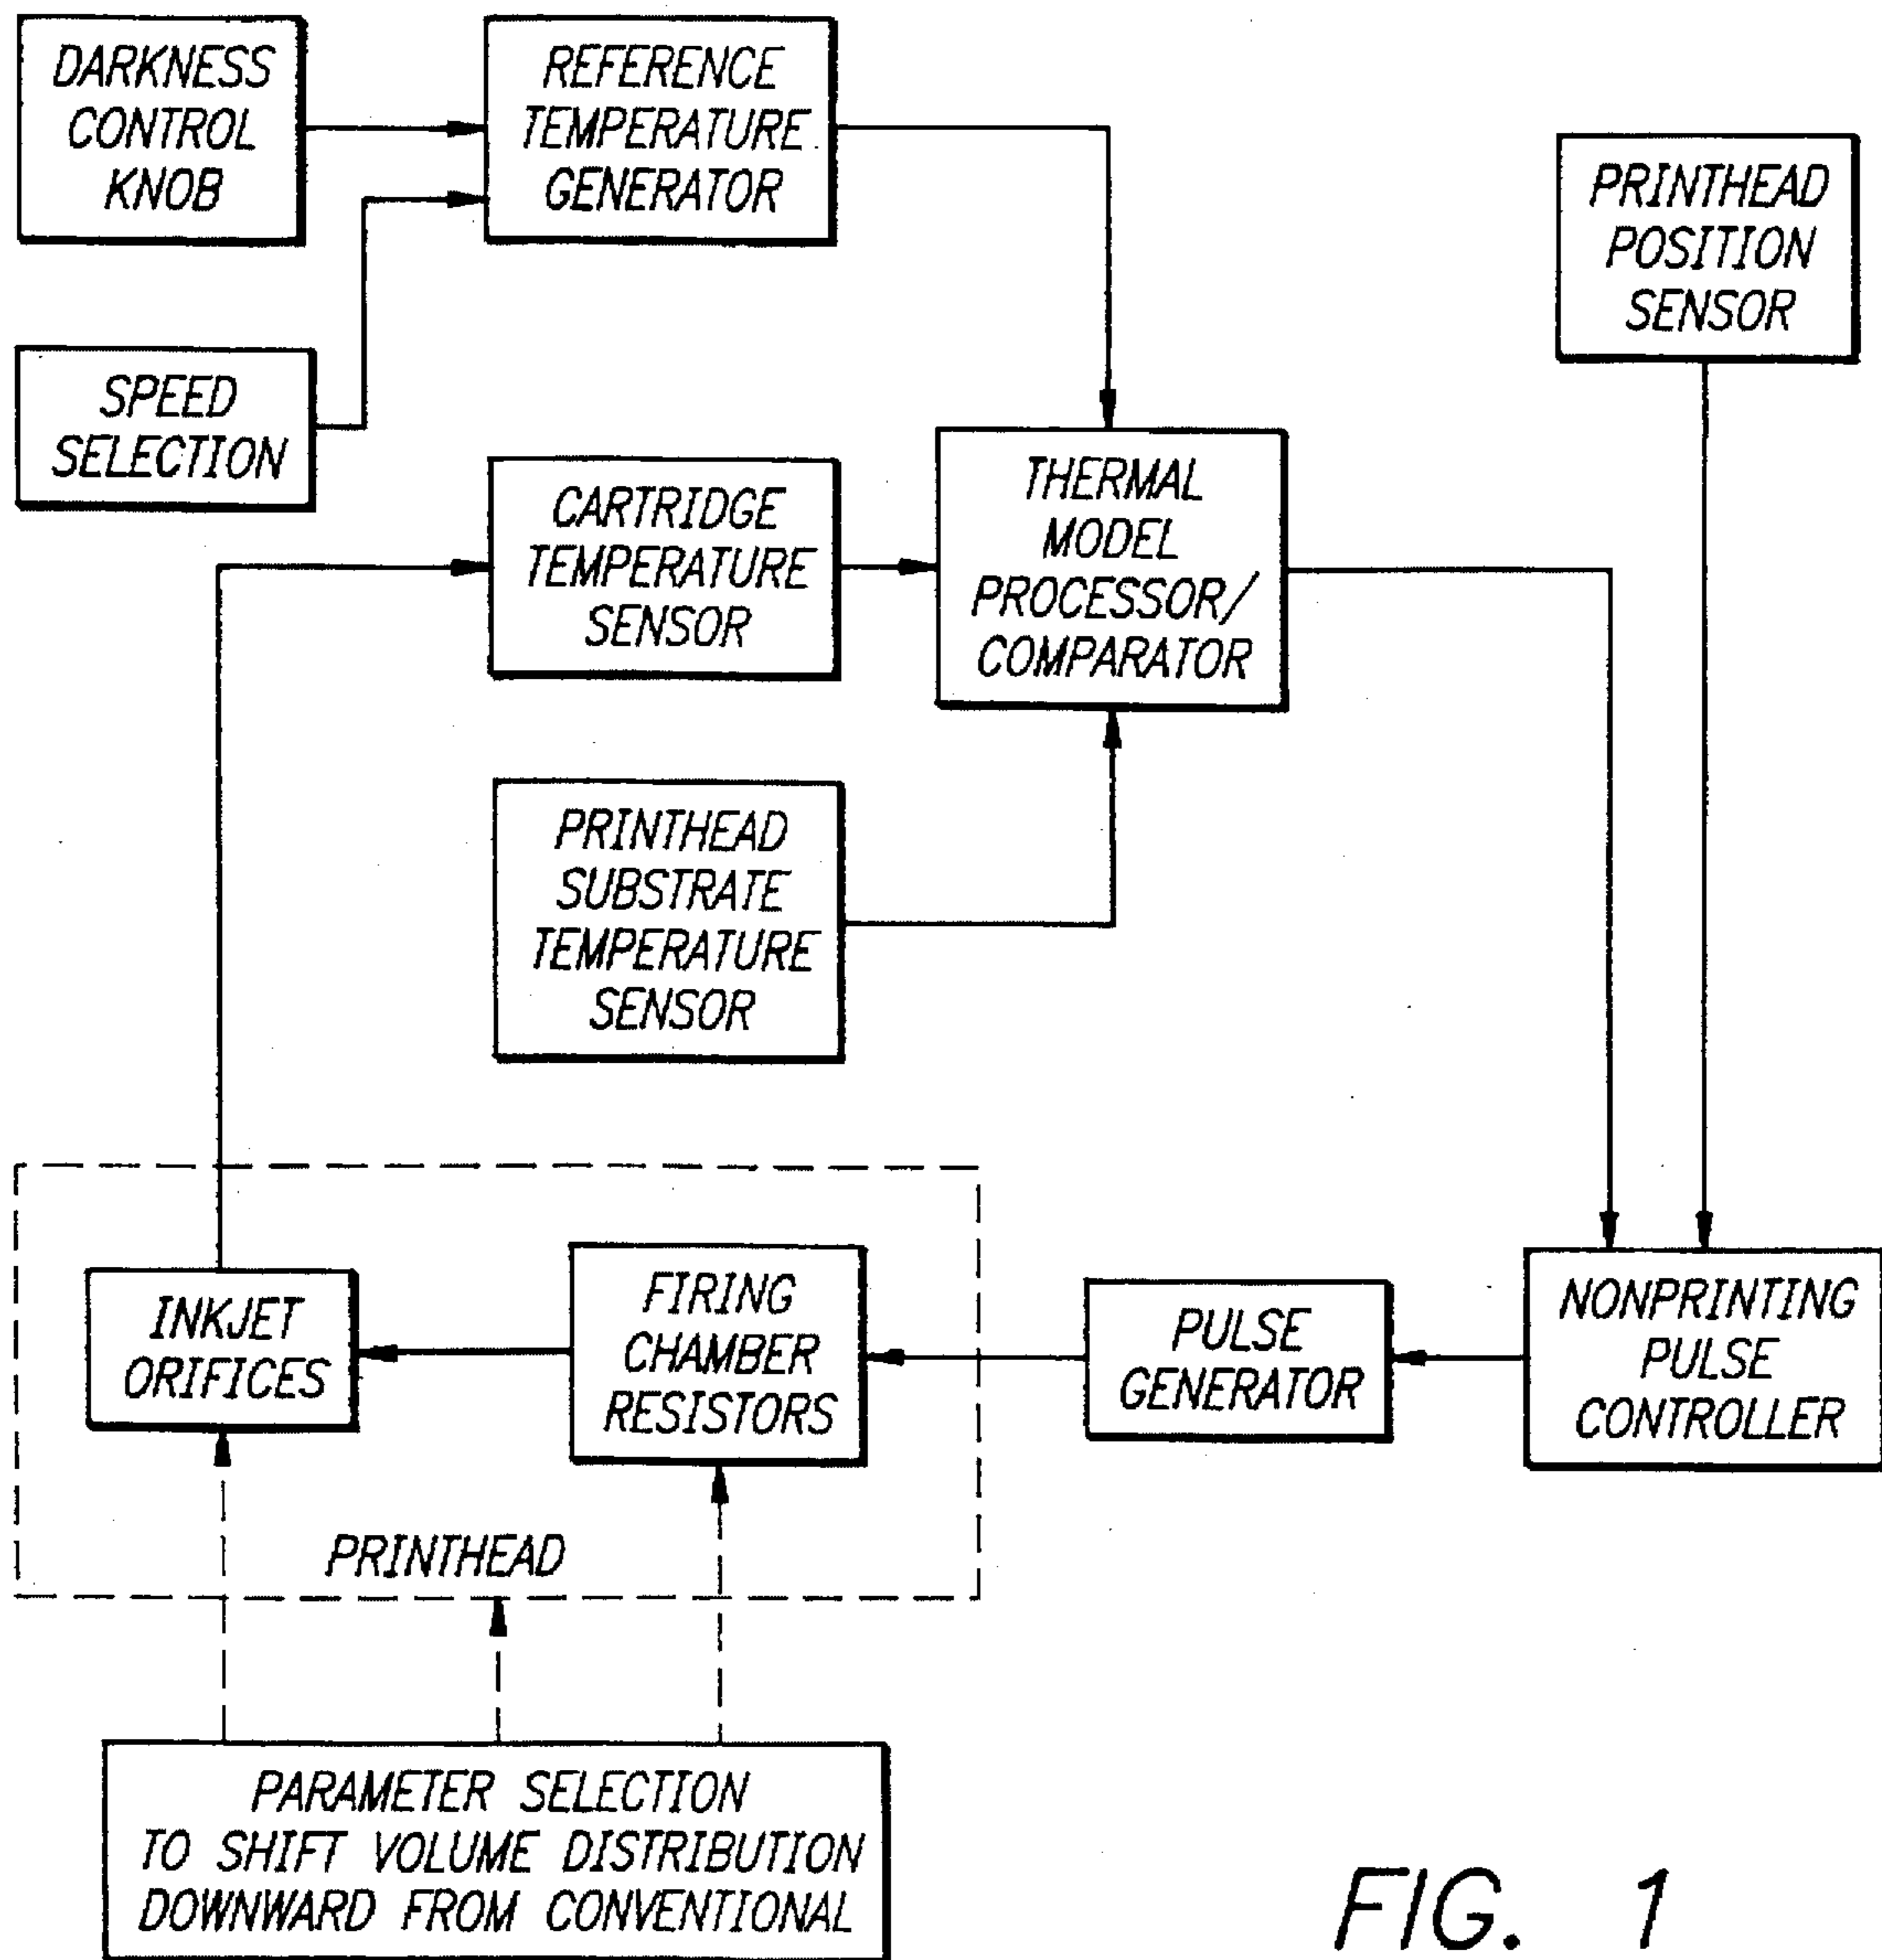 DARKNESS
CONTROL
KNOB
REFERENCE
TEMPERATURE
GENERATOR
PRINTHEAD
POSITION
SENSOR
SPEED
SELECTION
CARTRIDGE
TEMPERATURE
SENSOR
THERMAL
MODEL
PROCESSOR/
COMPARATOR
PRINTHEAD
SUBSTRATE
TEMPERATURE
SENSOR
INKJET
ORIFICES
FIRING
CHAMBER
RESISTORS
PULSE
GENERATOR
NONPRINTING
PULSE
CONTROLLER
PRINTHEAD
PARAMETER SELECTION
TO SHIFT VOLUME DISTRIBUTION
DOWNWARD FROM CONVENTIONAL
FIG. 1